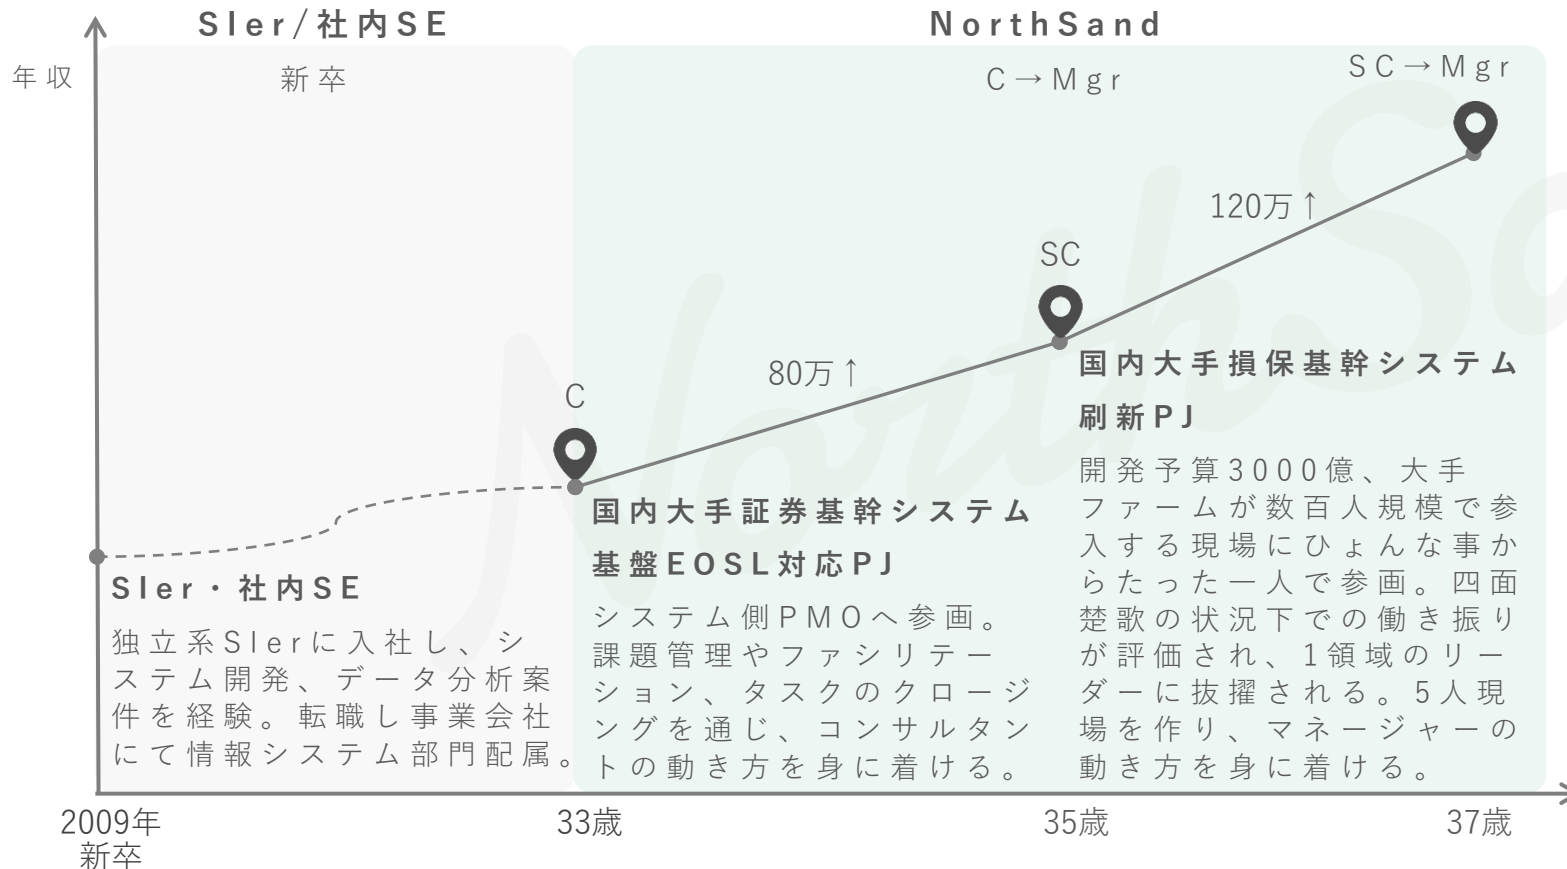 SIer/社内SE
NorthSand
年収
新卒
C→Mgr
SC→Mgr
120万↑
SC
80万↑
C
SIer・社内SE
独立系SIerに入社し、シ
ステム開発、データ分析案
件を経験。転職し事業会社
にて情報システム部門配属。
国内大手証券基幹システム
基盤EOSL対応PJ
システム側PMOへ参画。
課題管理やファシリテー
ション、タスクのクロージ
ングを通じ、コンサルタン
トの動き方を身に着ける。
国内大手損保基幹システム
刷新PJ
開発予算3000億、大手
ファームが数百人規模で参
入する現場にひょんな事か
らたった一人で参画。四面
楚歌の状況下での働き振り
が評価され、1領域のリー
ダーに抜擢される。5人現
場を作り、マネージャーの
動き方を身に着ける。
2009年
新卒
33歳
35歳
37歳
NorthSa